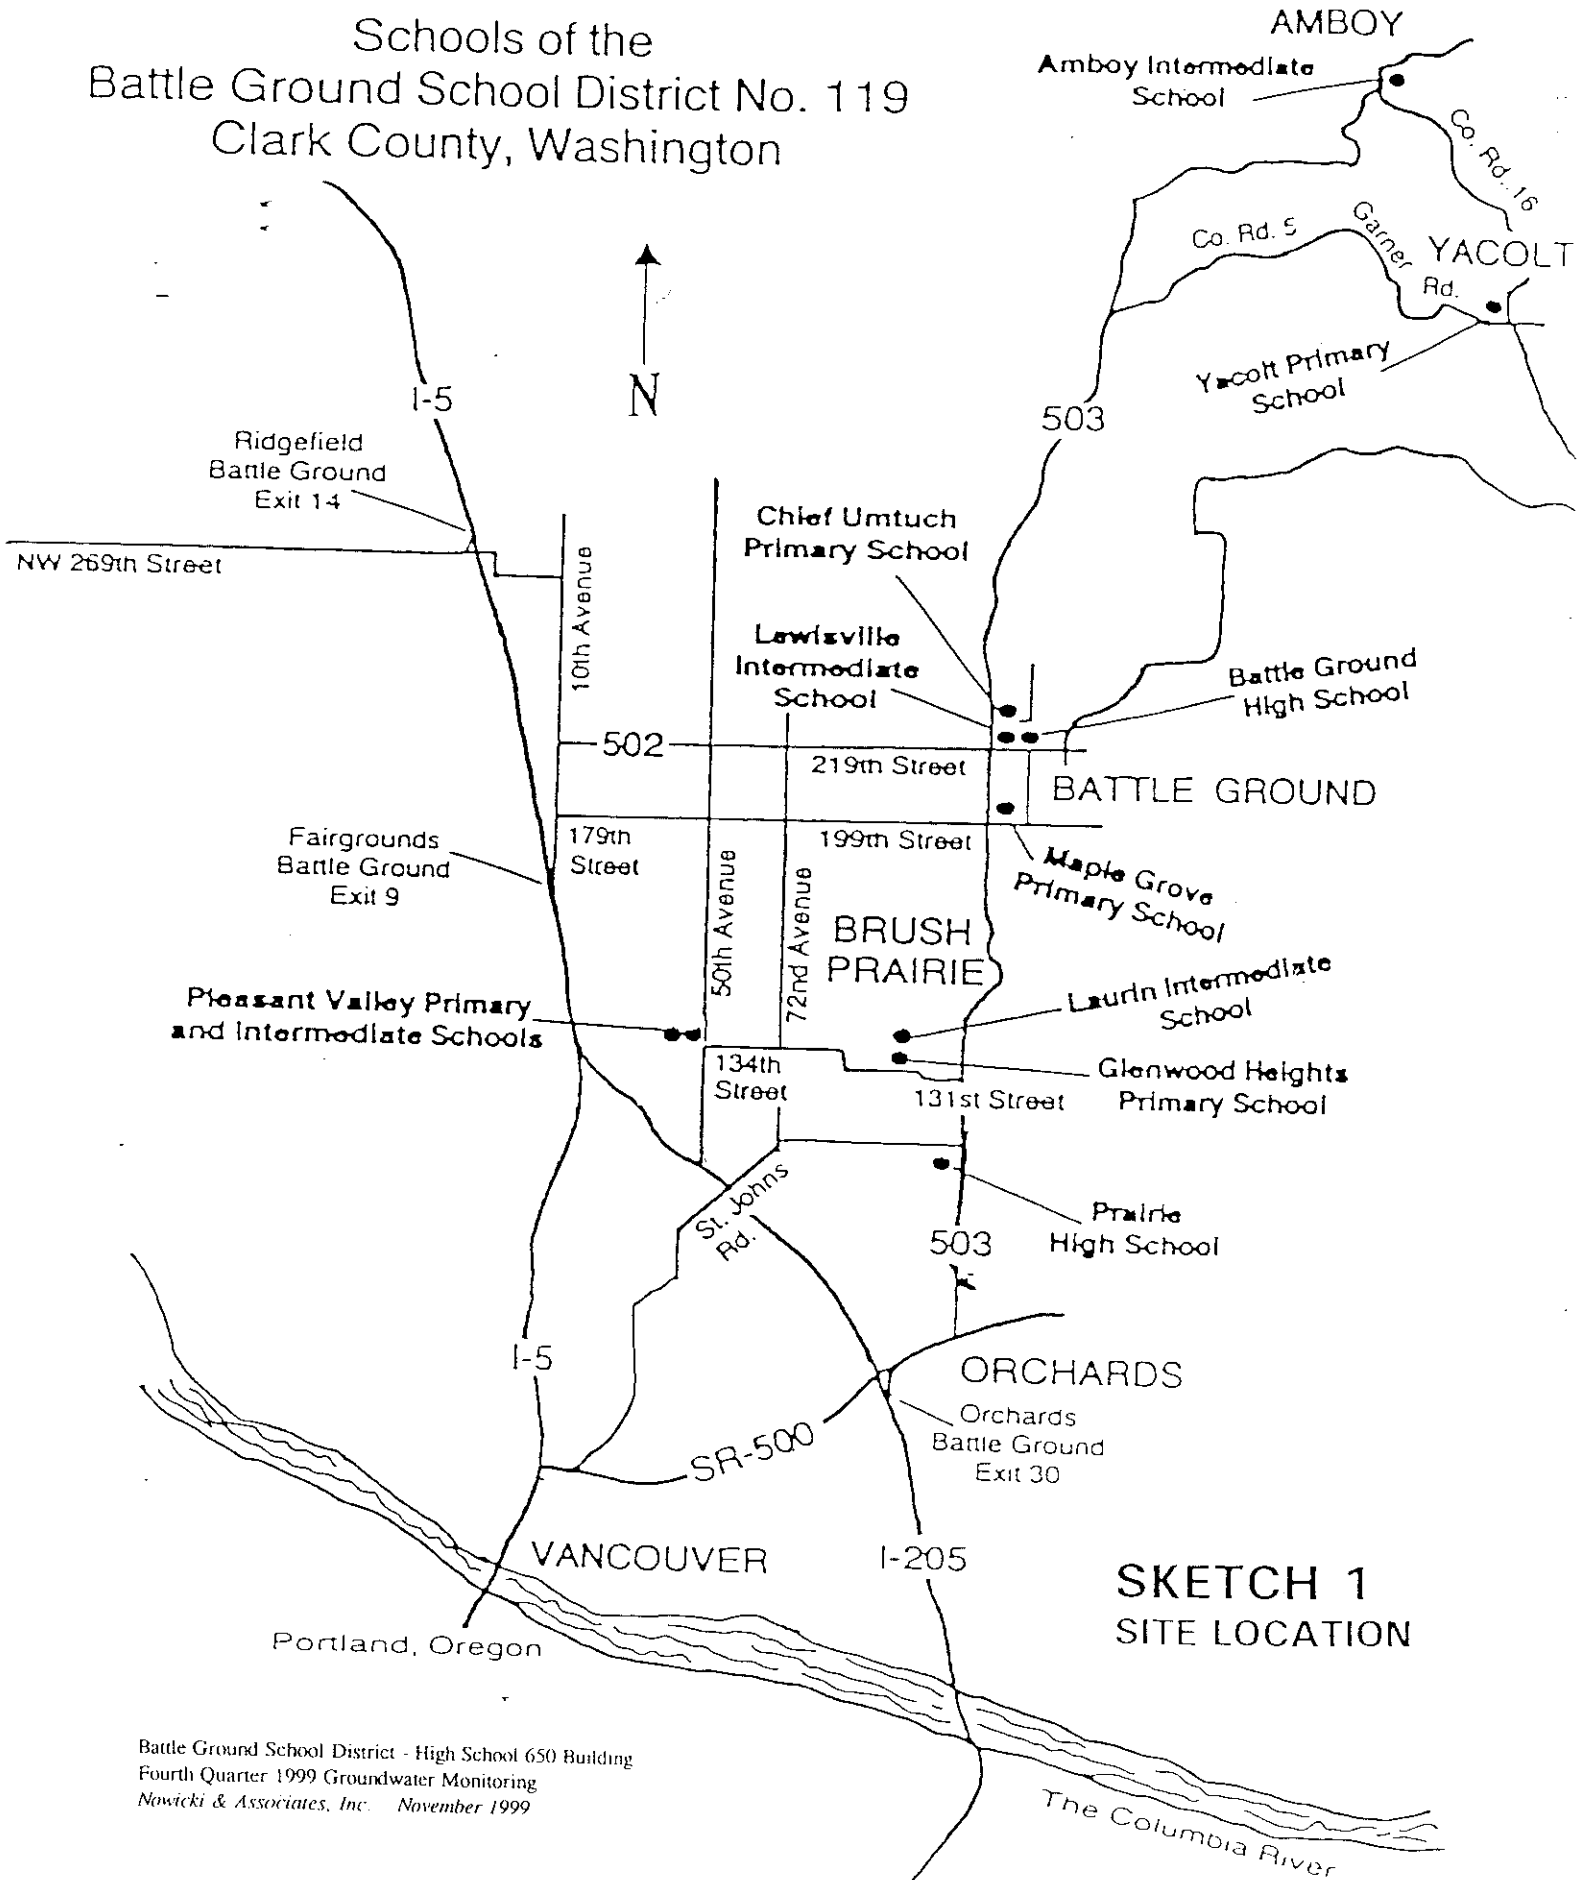 Schools of the
Battle Ground School District No. 119
Clark County, Washington
AMBOY
Amboy Intermediate
School
Co. Rd. 16
Co. Rd. 5
Garner
Rd.
YACOLT
Yacolt Primary
School
I-5
N
503
Ridgefield
Battle Ground
Exit 14
NW 269th Street
10th Avenue
Chief Umtuch
Primary School
Lewisville
Intermediate
School
Battle Ground
High School
502
219th Street
BATTLE GROUND
Fairgrounds
Battle Ground
Exit 9
179th
Street
199th Street
Maple Grove
Primary School
50th Avenue
72nd Avenue
BRUSH
PRAIRIE
Pleasant Valley Primary
and Intermediate Schools
Laurin Intermediate
School
134th
Street
Glenwood Heights
Primary School
131st Street
St. Johns
Rd.
Prairie
High School
503
I-5
ORCHARDS
Orchards
Battle Ground
Exit 30
SR-500
VANCOUVER
I-205
SKETCH 1
SITE LOCATION
Portland, Oregon
Battle Ground School District - High School 650 Building
Fourth Quarter 1999 Groundwater Monitoring
Nowicki & Associates, Inc. November 1999
The Columbia River